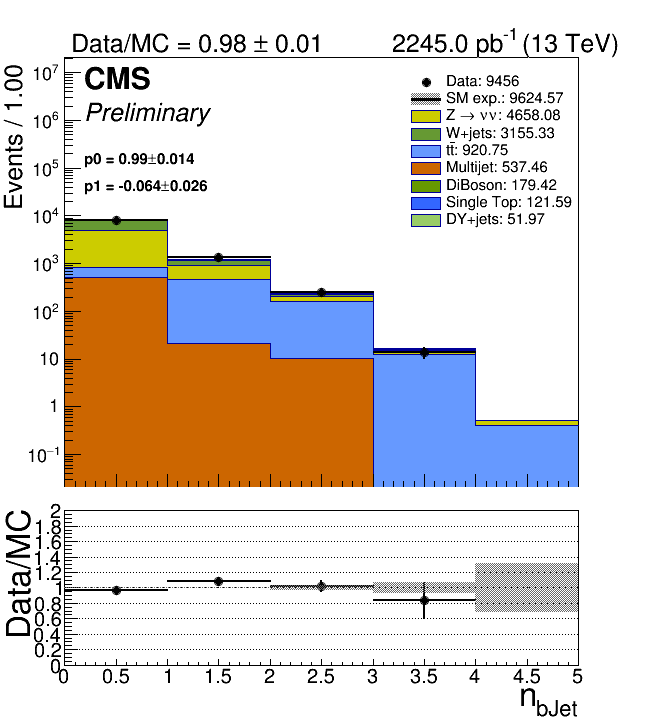 Data/MC = 0.98 ± 0.01 2245.0 pb⁻¹ (13 TeV)
CMS
Preliminary
p0 = 0.99±0.014
p1 = -0.064±0.026
Data: 9456
SM exp.: 9624.57
Z → νν: 4658.08
W+jets: 3155.33
tt̄: 920.75
Multijet: 537.46
DiBoson: 179.42
Single Top: 121.59
DY+jets: 51.97
Events / 1.00
10⁷
10⁶
10⁵
10⁴
10³
10²
10
1
10⁻¹
Data/MC
2
1.8
1.6
1.4
1.2
1
0.8
0.6
0.4
0.2
0
0 0.5 1 1.5 2 2.5 3 3.5 4 4.5 5
n_bJet